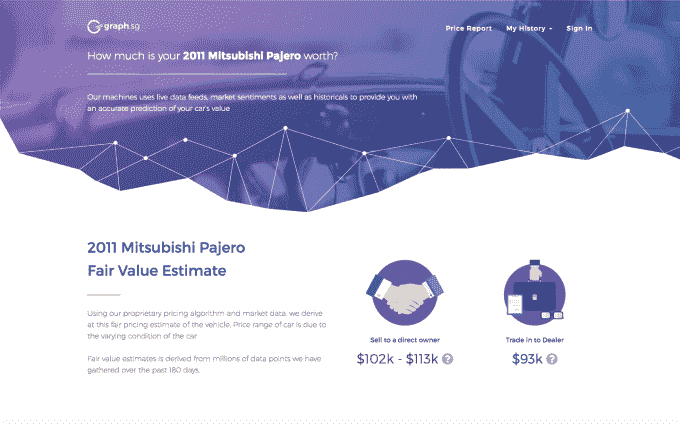 graph.sg
Price Report My History Sign In
How much is your 2011 Mitsubishi Pajero worth?
Our machines uses live data feeds, market sentiments as well as historicals to provide you with
an accurate prediction of your car's value
2011 Mitsubishi Pajero
Fair Value Estimate
Using our proprietary pricing algorithm and market data, we derive
at this fair pricing estimate of the vehicle. Price range of car is due to
the varying condition of the car
Fair value estimates is derived from millions of data points we have
gathered over the past 180 days.
Sell to a direct owner
$102k - $113k ?
Trade in to Dealer
$93k ?